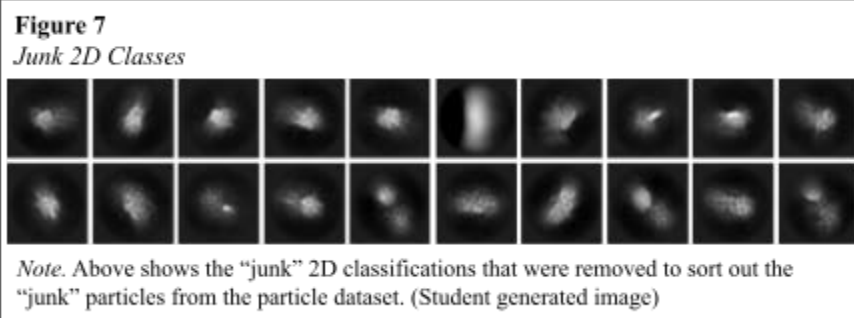 Figure 7
Junk 2D Classes
Note. Above shows the “junk” 2D classifications that were removed to sort out the
“junk” particles from the particle dataset. (Student generated image)